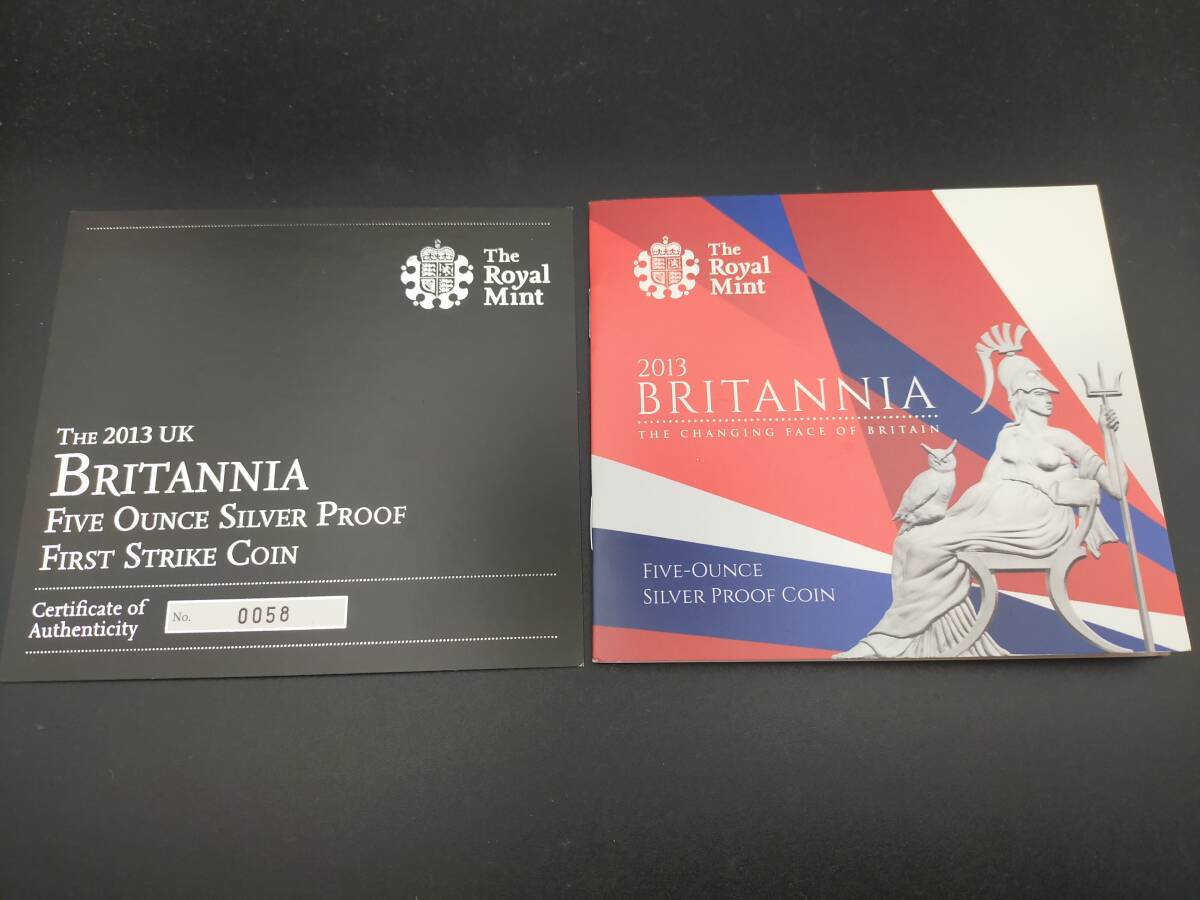 The
Royal
Mint
THE 2013 UK
BRITANNIA
FIVE OUNCE SILVER PROOF
FIRST STRIKE COIN
Certificate of
Authenticity
No. 0058
The
Royal
Mint
2013
BRITANNIA
THE CHANGING FACE OF BRITAIN
FIVE-OUNCE
SILVER PROOF COIN